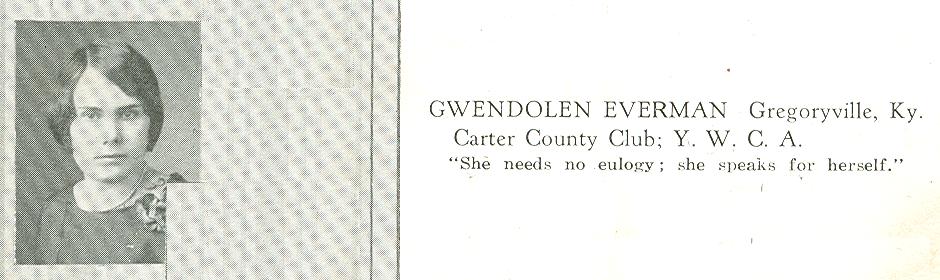 GWENDOLEN EVERMAN Gregoryville, Ky.
Carter County Club; Y. W. C. A.
"She needs no eulogy; she speaks for herself."